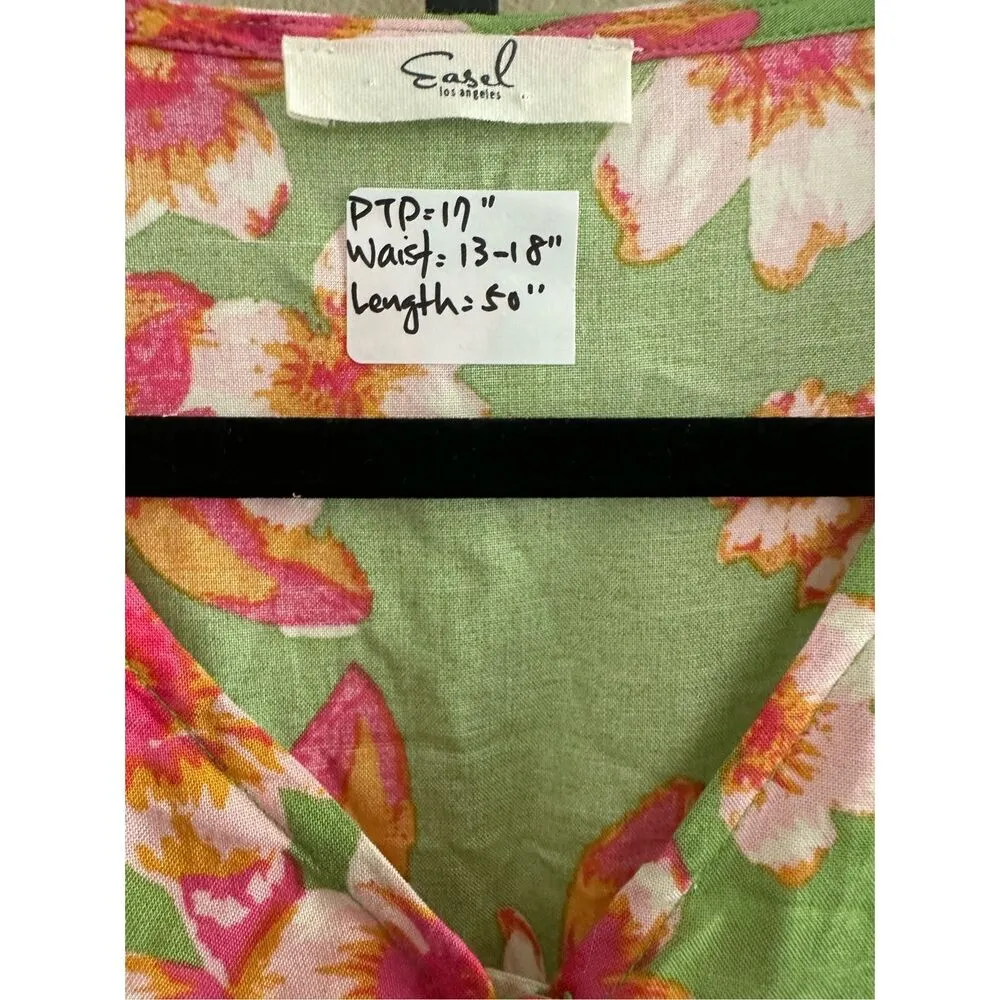 Easel
los angeles
PTP=17"
Waist: 13-18"
Length=50"